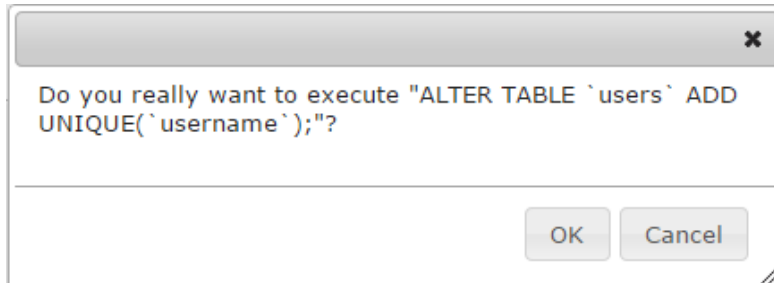 Do you really want to execute "ALTER TABLE `users` ADD
UNIQUE(`username`);"?
OK Cancel